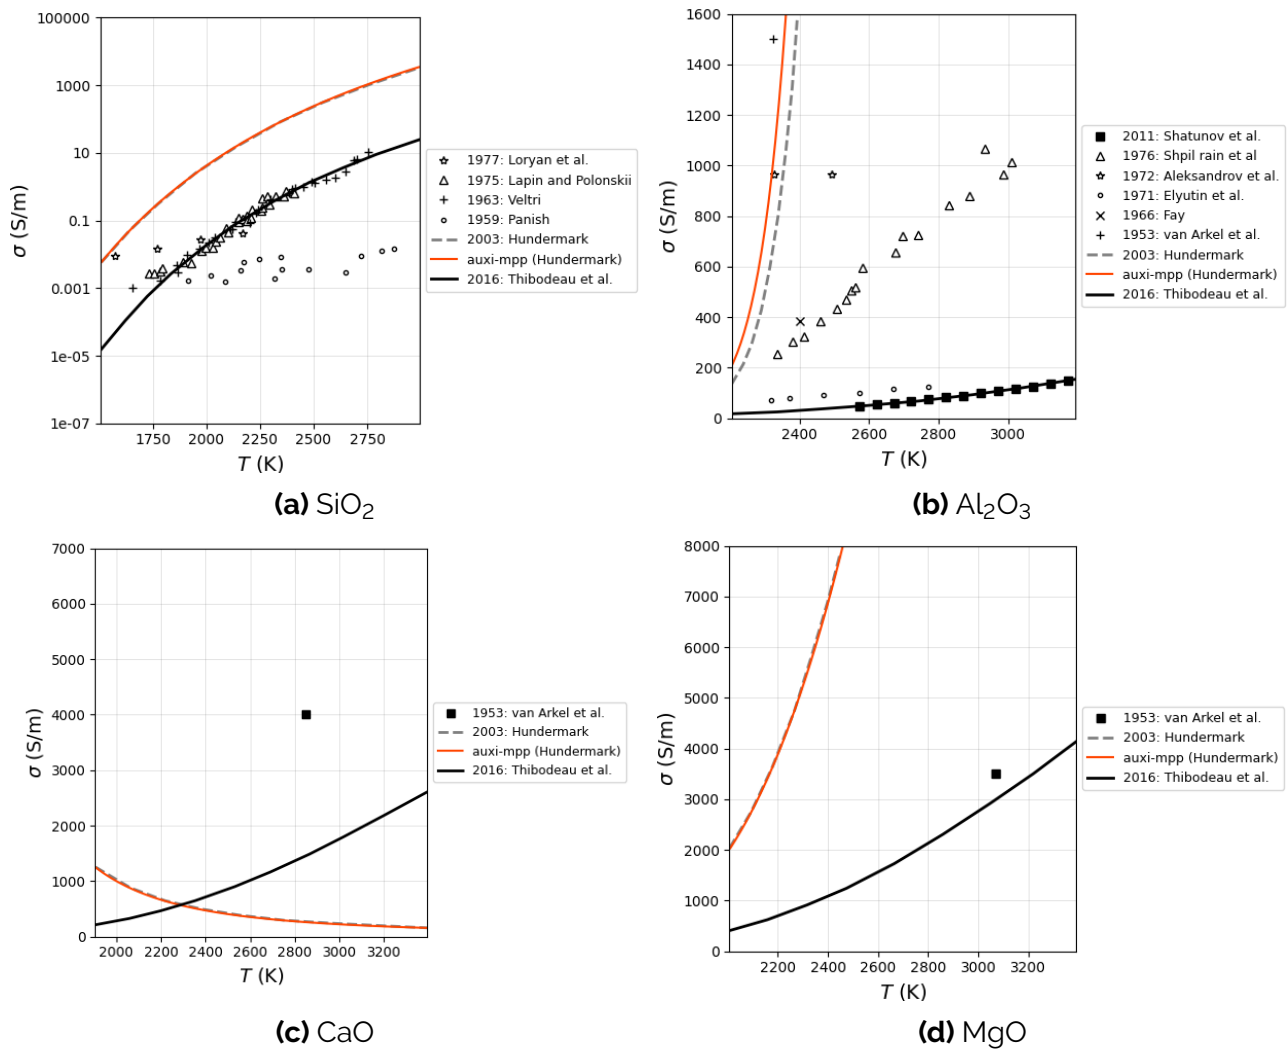 100000
1000
10
0.1
0.001
1e-05
1e-07
σ (S/m)
1750 2000 2250 2500 2750
T (K)
1977: Loryan et al.
1975: Lapin and Polonskii
1963: Veltri
1959: Panish
2003: Hundermark
auxi-mpp (Hundermark)
2016: Thibodeau et al.
(a) SiO₂
1600
1400
1200
1000
800
600
400
200
0
σ (S/m)
2400 2600 2800 3000
T (K)
2011: Shatunov et al.
1976: Shpil rain et al
1972: Aleksandrov et al.
1971: Elyutin et al.
1966: Fay
1953: van Arkel et al.
2003: Hundermark
auxi-mpp (Hundermark)
2016: Thibodeau et al.
(b) Al₂O₃
7000
6000
5000
4000
3000
2000
1000
0
σ (S/m)
2000 2200 2400 2600 2800 3000 3200
T (K)
1953: van Arkel et al.
2003: Hundermark
auxi-mpp (Hundermark)
2016: Thibodeau et al.
(c) CaO
8000
7000
6000
5000
4000
3000
2000
1000
0
σ (S/m)
2200 2400 2600 2800 3000 3200
T (K)
1953: van Arkel et al.
2003: Hundermark
auxi-mpp (Hundermark)
2016: Thibodeau et al.
(d) MgO